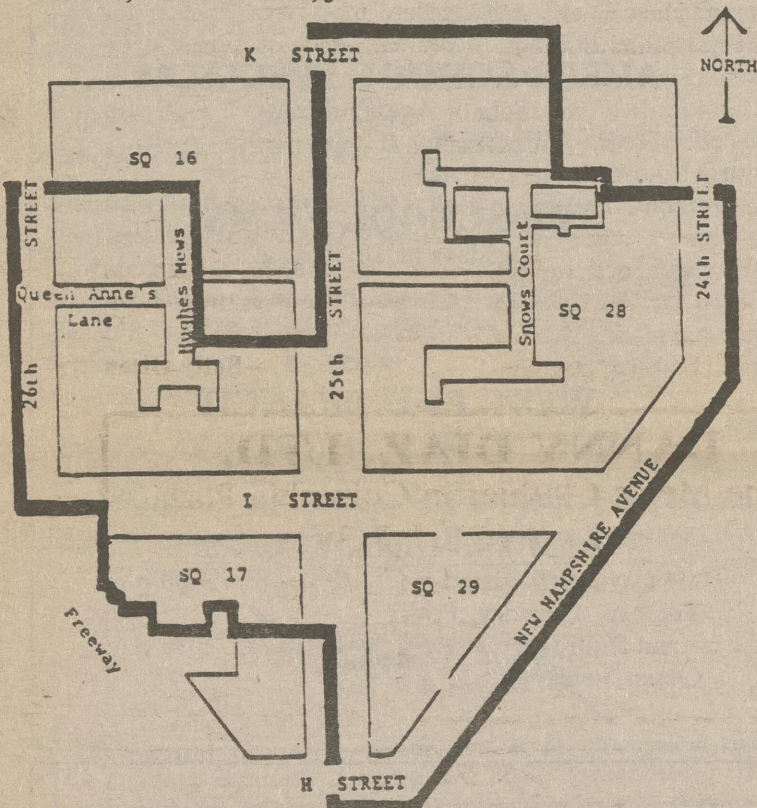 K STREET
NORTH
SQ 16
STREET
Hughes Mews
Queen Anne's
Lane
26th
STREET
25th
Snows Court
SQ 28
24th STREET
I STREET
SQ 17
SQ 29
NEW HAMPSHIRE AVENUE
Freeway
H STREET